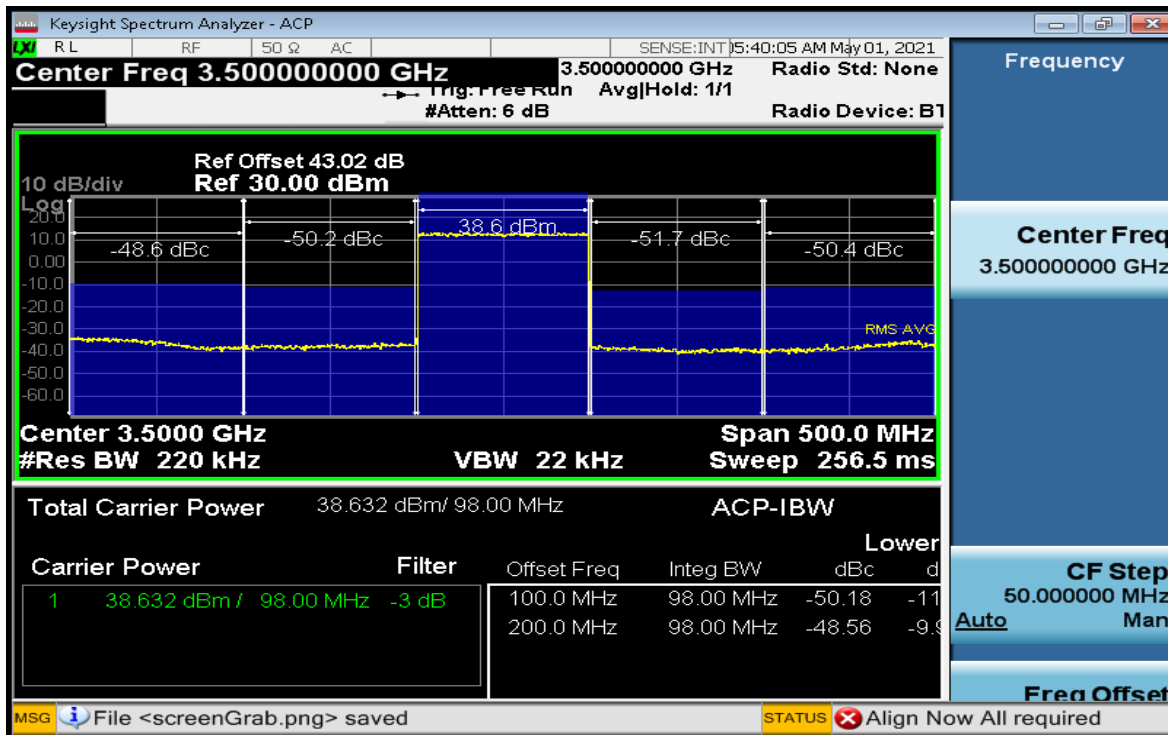 Keysight Spectrum Analyzer - ACP
LXI RL RF 50 Ω AC SENSE:INT 05:40:05 AM May 01, 2021
Center Freq 3.500000000 GHz 3.500000000 GHz Radio Std: None Frequency
Trig: Free Run Avg|Hold: 1/1
#Atten: 6 dB Radio Device: BT
Ref Offset 43.02 dB
10 dB/div Ref 30.00 dBm
Log
20.0
38.6 dBm
10.0 -48.6 dBc -50.2 dBc -51.7 dBc -50.4 dBc
0.00
-10.0
-20.0
-30.0 RMS AVG
-40.0
-50.0
-60.0
Center 3.5000 GHz Span 500.0 MHz
#Res BW 220 kHz VBW 22 kHz Sweep 256.5 ms
Total Carrier Power 38.632 dBm/ 98.00 MHz ACP-IBW
Lower
Carrier Power Filter Offset Freq Integ BW dBc d
1 38.632 dBm / 98.00 MHz -3 dB 100.0 MHz 98.00 MHz -50.18 -11
200.0 MHz 98.00 MHz -48.56 -9.9
Center Freq
3.500000000 GHz
CF Step
50.000000 MHz
Auto Man
Freq Offset
MSG File <screenGrab.png> saved STATUS Align Now All required